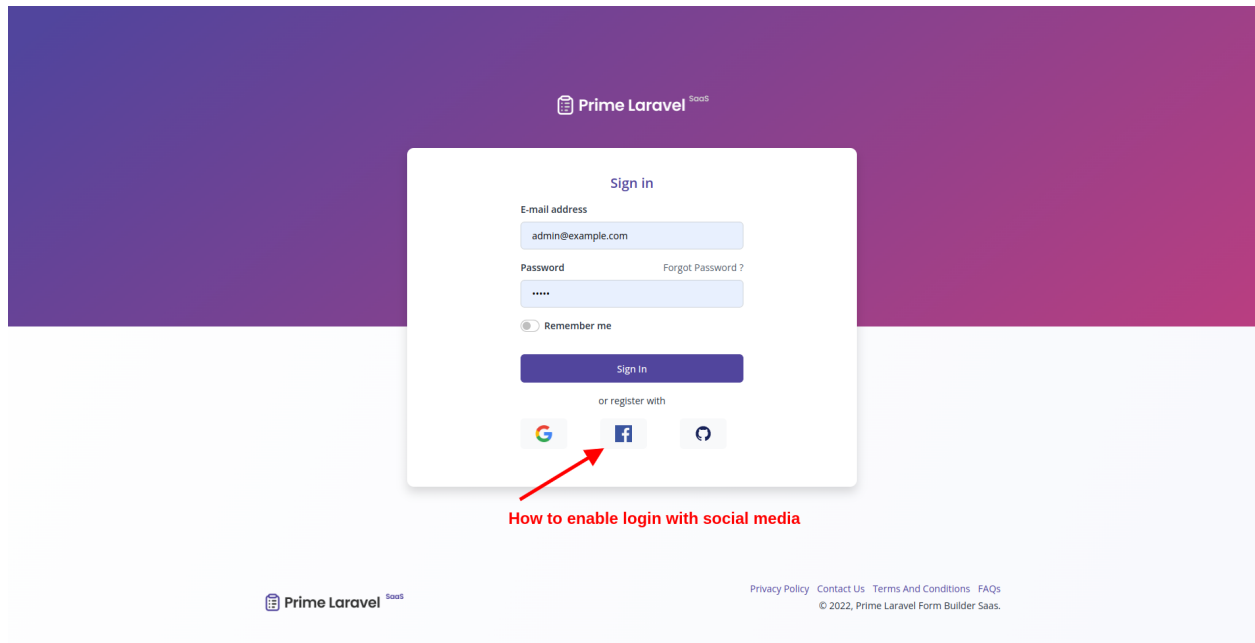 Prime Laravel SaaS
Sign in
E-mail address
admin@example.com
Password Forgot Password ?
•••••
Remember me
Sign In
or register with
How to enable login with social media
Prime Laravel SaaS
Privacy Policy Contact Us Terms And Conditions FAQs
© 2022, Prime Laravel Form Builder Saas.